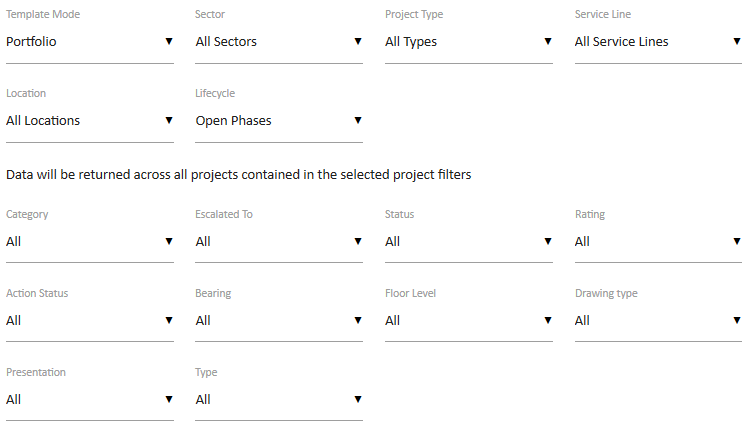 Template Mode Sector Project Type Service Line
Portfolio All Sectors All Types All Service Lines
Location Lifecycle
All Locations Open Phases
Data will be returned across all projects contained in the selected project filters
Category Escalated To Status Rating
All All All All
Action Status Bearing Floor Level Drawing type
All All All All
Presentation Type
All All